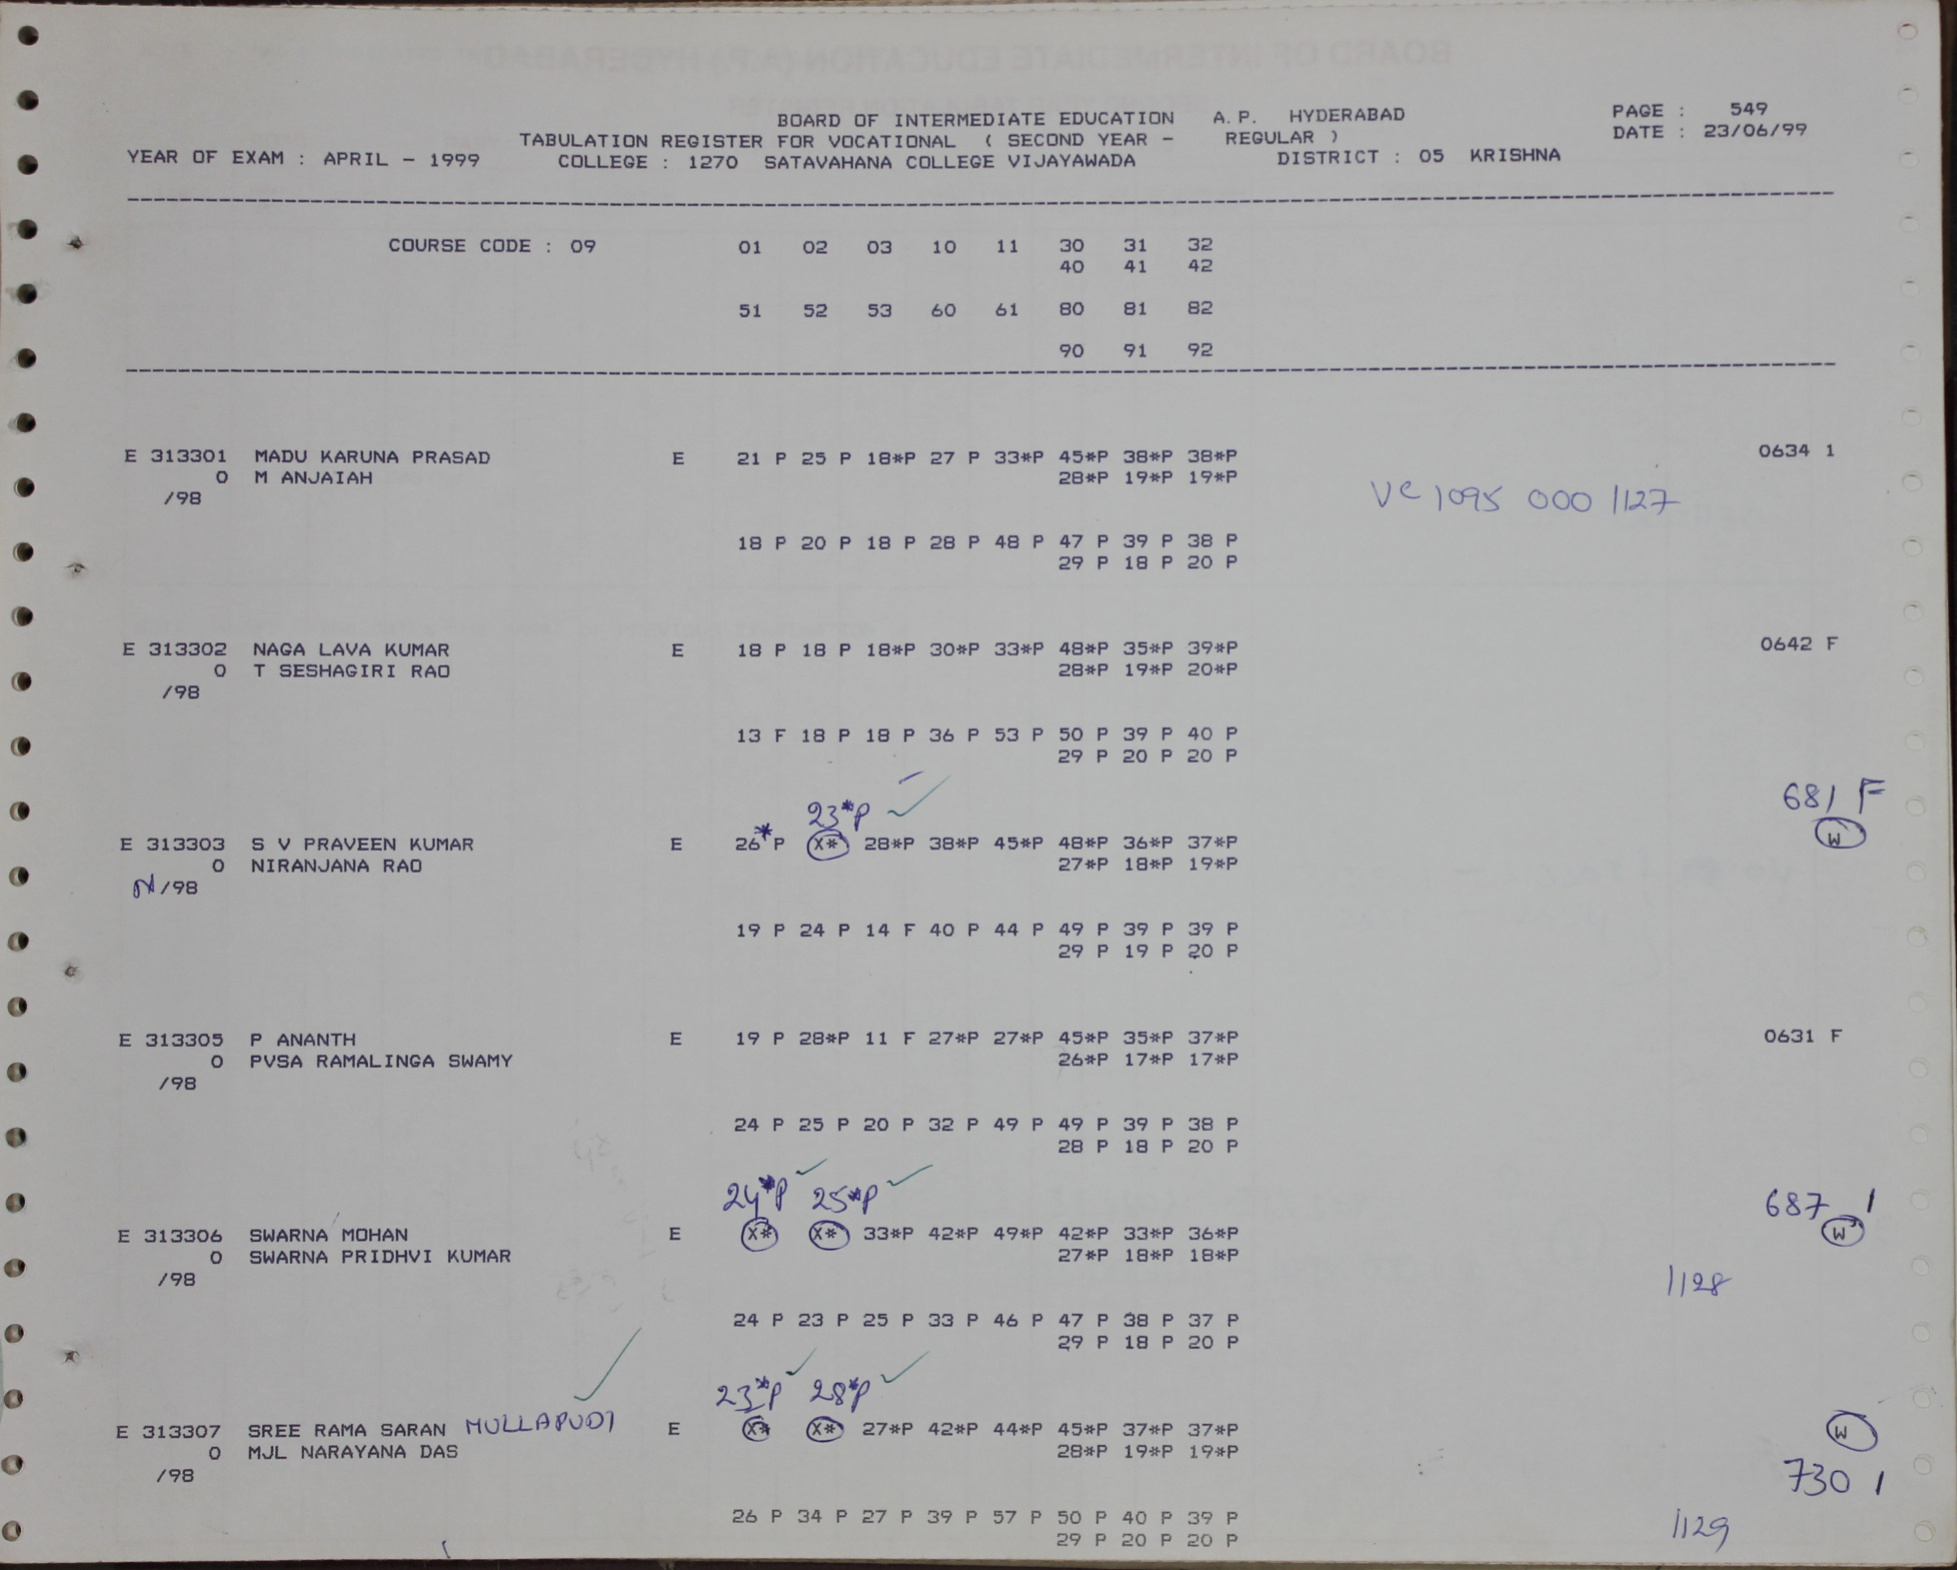 BOARD OF INTERMEDIATE EDUCATION A.P. HYDERABAD PAGE : 549
TABULATION REGISTER FOR VOCATIONAL ( SECOND YEAR - REGULAR ) DATE : 23/06/99
YEAR OF EXAM : APRIL - 1999 COLLEGE : 1270 SATAVAHANA COLLEGE VIJAYAWADA DISTRICT : 05 KRISHNA
COURSE CODE : 09 01 02 03 10 11 30 31 32
40 41 42
51 52 53 60 61 80 81 82
90 91 92
E 313301 MADU KARUNA PRASAD E 21 P 25 P 18*P 27 P 33*P 45*P 38*P 38*P 0634 1
0 M ANJAIAH 28*P 19*P 19*P
/98 VC 1095 000 1127
18 P 20 P 18 P 28 P 48 P 47 P 39 P 38 P
29 P 18 P 20 P
E 313302 NAGA LAVA KUMAR E 18 P 18 P 18*P 30*P 33*P 48*P 35*P 39*P 0642 F
0 T SESHAGIRI RAO 28*P 19*P 20*P
/98
13 F 18 P 18 P 36 P 53 P 50 P 39 P 40 P
29 P 20 P 20 P
23*P 681 F
E 313303 S V PRAVEEN KUMAR E 26*P X* 28*P 38*P 45*P 48*P 36*P 37*P W
0 NIRANJANA RAO 27*P 18*P 19*P
/98
19 P 24 P 14 F 40 P 44 P 49 P 39 P 39 P
29 P 19 P 20 P
E 313305 P ANANTH E 19 P 28*P 11 F 27*P 27*P 45*P 35*P 37*P 0631 F
0 PVSA RAMALINGA SWAMY 26*P 17*P 17*P
/98
24 P 25 P 20 P 32 P 49 P 49 P 39 P 38 P
28 P 18 P 20 P
24*P 25*P 687 1
E 313306 SWARNA MOHAN E X* X* 33*P 42*P 49*P 42*P 33*P 36*P W
0 SWARNA PRIDHVI KUMAR 27*P 18*P 18*P
/98 1128
24 P 23 P 25 P 33 P 46 P 47 P 38 P 37 P
29 P 18 P 20 P
23*P 28*P
E 313307 SREE RAMA SARAN MULLAPUDI E X* X* 27*P 42*P 44*P 45*P 37*P 37*P W
0 MJL NARAYANA DAS 28*P 19*P 19*P
/98 730 1
26 P 34 P 27 P 39 P 57 P 50 P 40 P 39 P 1129
29 P 20 P 20 P